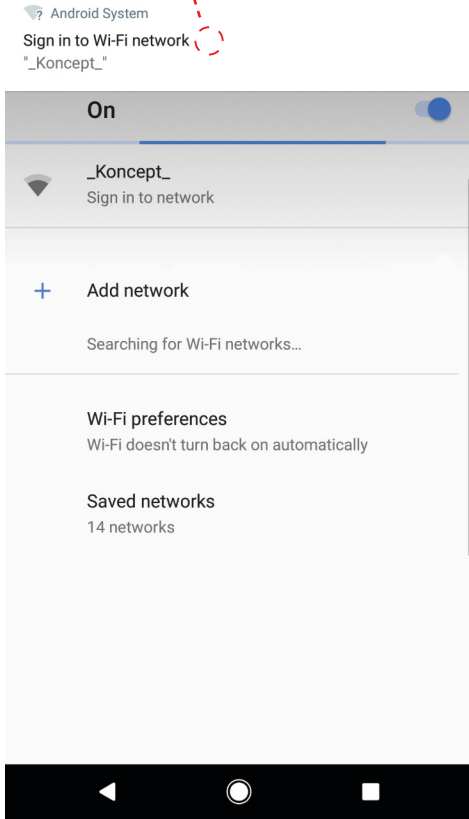 ? Android System
Sign in to Wi-Fi network
"_Koncept_"
On
_Koncept_
Sign in to network
Add network
Searching for Wi-Fi networks…
Wi-Fi preferences
Wi-Fi doesn't turn back on automatically
Saved networks
14 networks